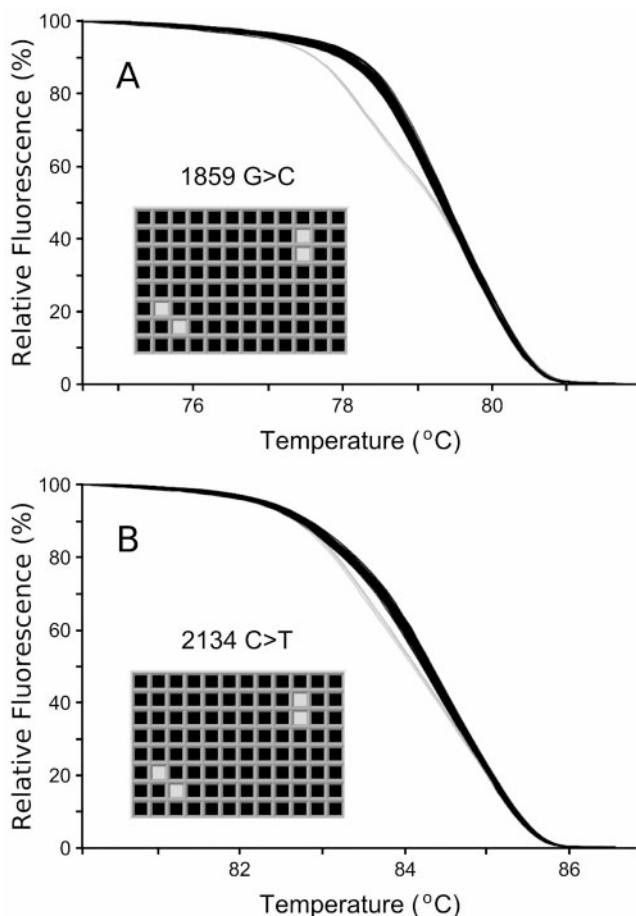 100
80
60
40
20
0
Relative Fluorescence (%)
A
1859 G>C
76
78
80
Temperature (°C)
100
80
60
40
20
0
Relative Fluorescence (%)
B
2134 C>T
82
84
86
Temperature (°C)